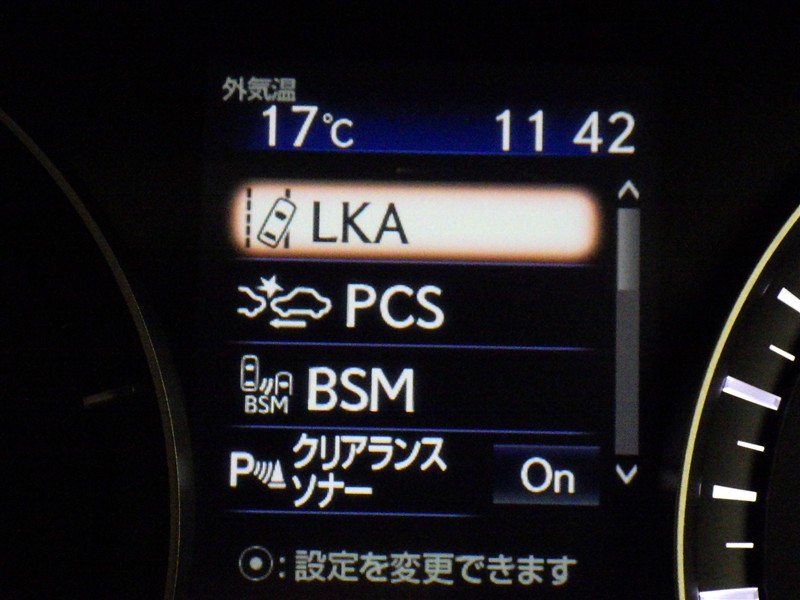 外気温
17℃ 11 42
LKA
PCS
BSM BSM
P クリアランス
ソナー On
⦿:設定を変更できます